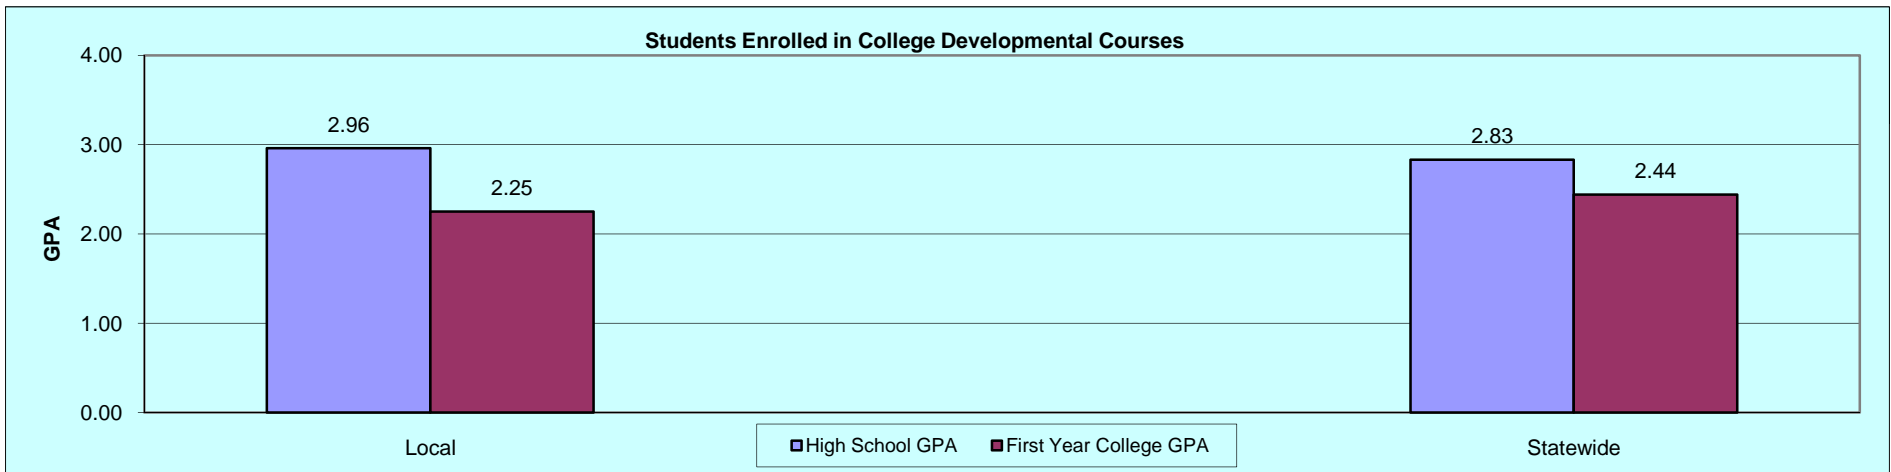 Students Enrolled in College Developmental Courses
4.00
3.00
2.00
1.00
0.00
GPA
2.96
2.25
2.83
2.44
Local
Statewide
High School GPA
First Year College GPA